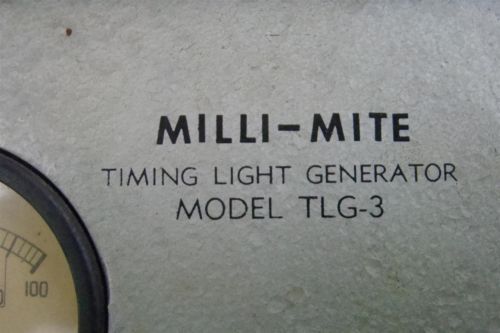 MILLI-MITE
TIMING LIGHT GENERATOR
MODEL TLG-3
100